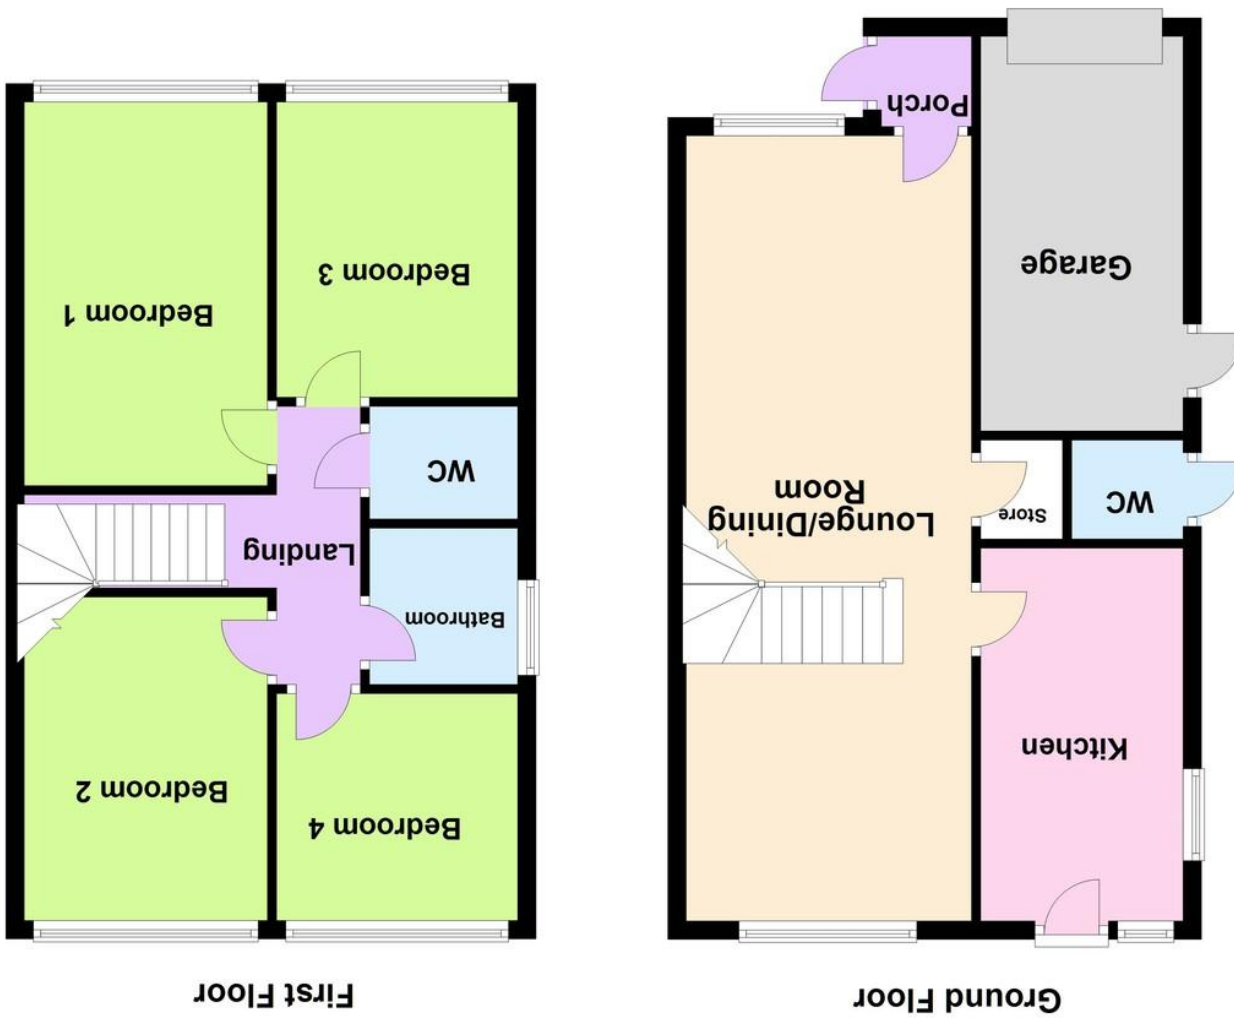 Ground Floor
Kitchen
Lounge/Dining
Room
Store
WC
Garage
Porch
First Floor
Bedroom 4
Bedroom 2
Bathroom
Landing
WC
Bedroom 3
Bedroom 1